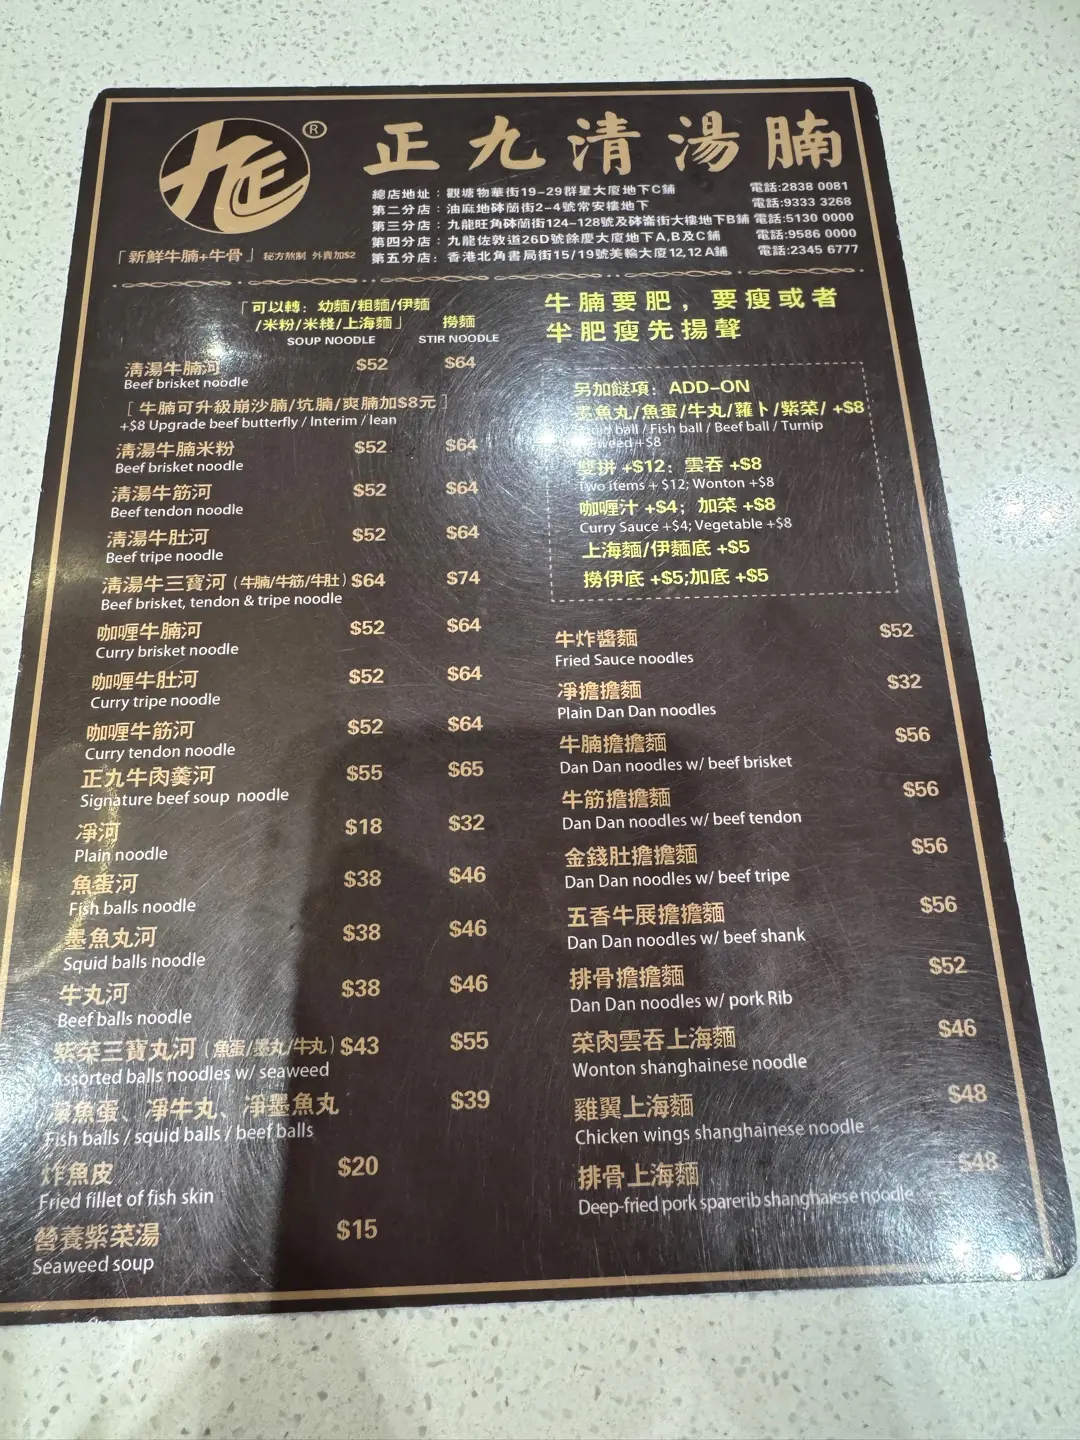 正九清湯腩
®
總店地址：觀塘物華街19-29群星大廈地下C鋪 電話:2838 0081
第二分店：油麻地砵蘭街2-4號常安樓地下 電話:9333 3268
第三分店：九龍旺角砵蘭街124-128號及砵崙街大樓地下B鋪 電話:5130 0000
第四分店：九龍佐敦道26D號餘慶大廈地下A,B及C鋪 電話:9586 0000
第五分店：香港北角書局街15/19號美輪大廈12,12A鋪 電話:2345 6777
「新鮮牛腩+牛骨」秘方熬制 外賣加$2
「可以轉：幼麵/粗麵/伊麵
/米粉/米綫/上海麵」 撈麵
SOUP NOODLE STIR NOODLE
清湯牛腩河 $52 $64
Beef brisket noodle
[ 牛腩可升級崩沙腩/坑腩/爽腩加$8元 ]
+$8 Upgrade beef butterfly / Interim / lean
清湯牛腩米粉 $52 $64
Beef brisket noodle
清湯牛筋河 $52 $64
Beef tendon noodle
清湯牛肚河 $52 $64
Beef tripe noodle
清湯牛三寶河 (牛腩/牛筋/牛肚) $64 $74
Beef brisket, tendon & tripe noodle
咖喱牛腩河 $52 $64
Curry brisket noodle
咖喱牛肚河 $52 $64
Curry tripe noodle
咖喱牛筋河 $52 $64
Curry tendon noodle
正九牛肉羹河 $55 $65
Signature beef soup noodle
淨河 $18 $32
Plain noodle
魚蛋河 $38 $46
Fish balls noodle
墨魚丸河 $38 $46
Squid balls noodle
牛丸河 $38 $46
Beef balls noodle
紫菜三寶丸河 (魚蛋/墨丸/牛丸) $43 $55
Assorted balls noodles w/ seaweed
魚蛋、淨牛丸、淨墨魚丸 $39
Fish balls / squid balls / beef balls
炸魚皮 $20
Fried fillet of fish skin
營養紫菜湯 $15
Seaweed soup
牛腩要肥，要瘦或者
半肥瘦先揚聲
另加餸項：ADD-ON
墨魚丸/魚蛋/牛丸/蘿卜/紫菜/ +$8
ball / Fish ball / Beef ball / Turnip
+$8
雙拼 +$12；雲吞 +$8
Two items + $12; Wonton +$8
咖喱汁 +$4；加菜 +$8
Curry Sauce +$4; Vegetable +$8
上海麵/伊麵底 +$5
撈伊底 +$5;加底 +$5
牛炸醬麵 $52
Fried Sauce noodles
淨擔擔麵 $32
Plain Dan Dan noodles
牛腩擔擔麵 $56
Dan Dan noodles w/ beef brisket
牛筋擔擔麵 $56
Dan Dan noodles w/ beef tendon
金錢肚擔擔麵 $56
Dan Dan noodles w/ beef tripe
五香牛展擔擔麵 $56
Dan Dan noodles w/ beef shank
排骨擔擔麵 $52
Dan Dan noodles w/ pork Rib
菜肉雲吞上海麵 $46
Wonton shanghainese noodle
雞翼上海麵 $48
Chicken wings shanghainese noodle
排骨上海麵 $48
Deep-fried pork sparerib shanghaiese noodle